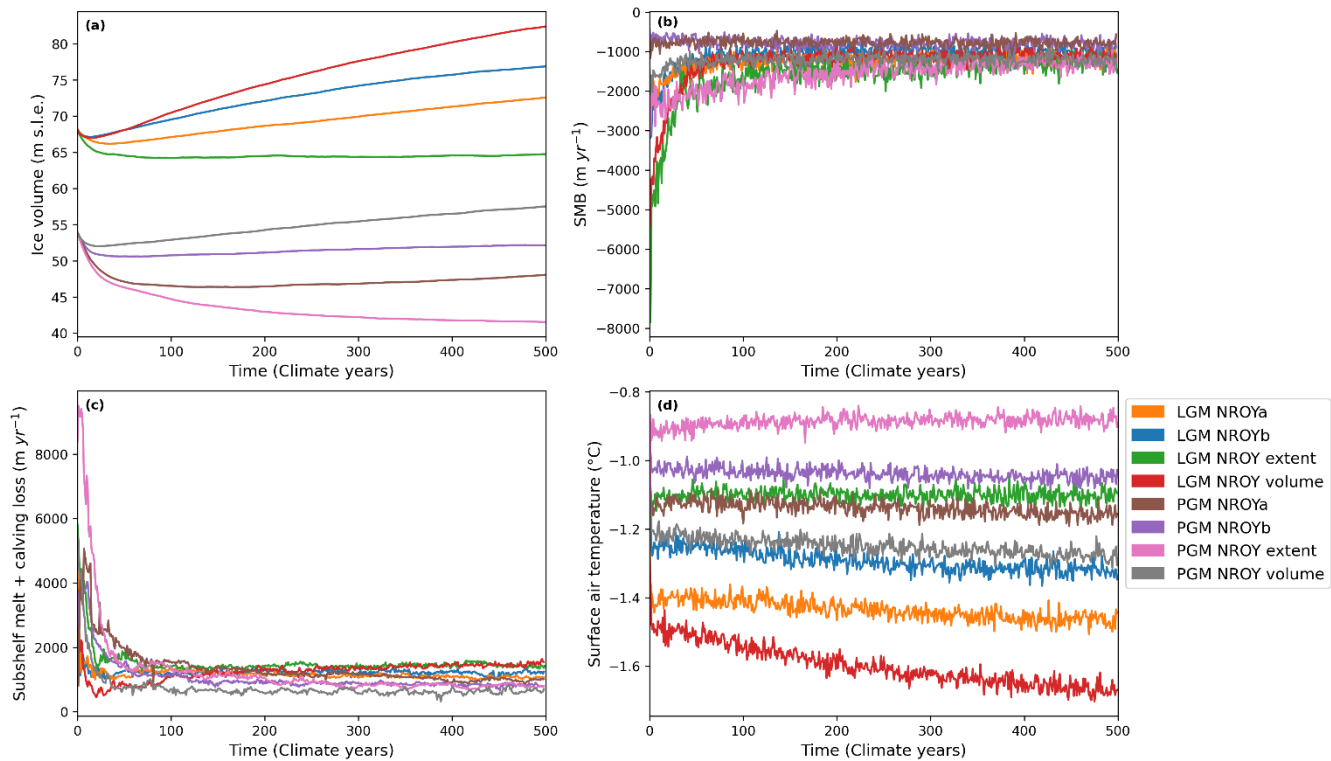 (a)
Ice volume (m s.l.e.)
80
75
70
65
60
55
50
45
40
0 100 200 300 400 500
Time (Climate years)
(b)
SMB (m yr⁻¹)
0
−1000
−2000
−3000
−4000
−5000
−6000
−7000
−8000
0 100 200 300 400 500
Time (Climate years)
(c)
Subshelf melt + calving loss (m yr⁻¹)
8000
6000
4000
2000
0
0 100 200 300 400 500
Time (Climate years)
(d)
Surface air temperature (°C)
−0.8
−1.0
−1.2
−1.4
−1.6
0 100 200 300 400 500
Time (Climate years)
LGM NROYa
LGM NROYb
LGM NROY extent
LGM NROY volume
PGM NROYa
PGM NROYb
PGM NROY extent
PGM NROY volume